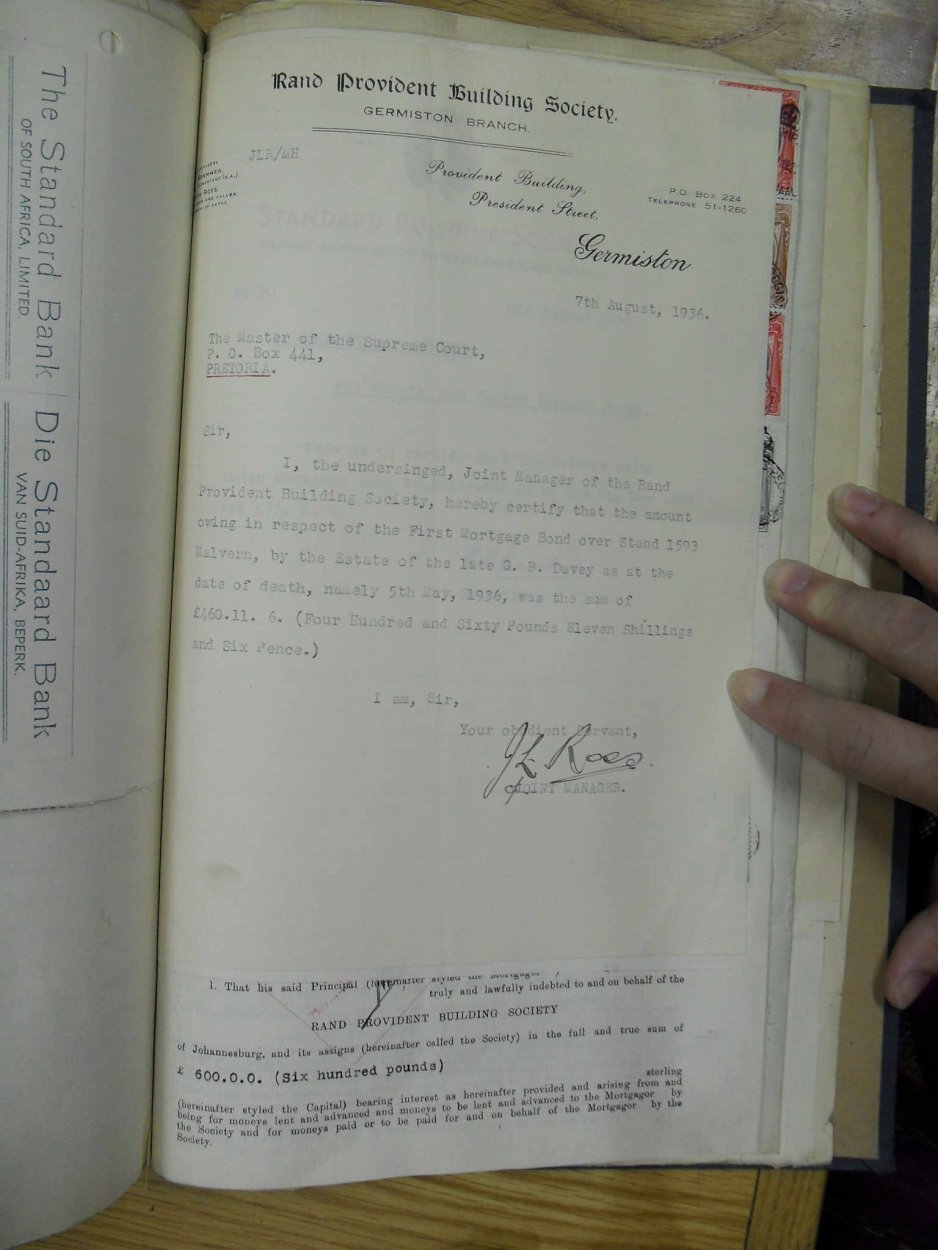 The Standard Bank
OF SOUTH AFRICA, LIMITED.
Die Standaard Bank
VAN SUID-AFRIKA, BEPERK.
Rand Provident Building Society.
GERMISTON BRANCH.
JLR/MH
Provident Building,
President Street,
P.O. BOX 224
TELEPHONE 51-1260
Germiston
7th August, 1936.
The Master of the Supreme Court,
P. O. Box 441,
PRETORIA.
Sir,
I, the undersinged, Joint Manager of the Rand
Provident Building Society, hereby certify that the amount
owing in respect of the First Mortgage Bond over Stand 1593
Malvern, by the Estate of the late G. R. Davey as at the
date of death, namely 5th May, 1936, was the sum of
£460.11. 6. (Four Hundred and Sixty Pounds Eleven Shillings
and Six Pence.)
I am, Sir,
Your obedient Servant,
J L Ross.
JOINT MANAGER.
1. That his said Principal (hereinafter styled the Mortgagor
truly and lawfully indebted to and on behalf of the
RAND PROVIDENT BUILDING SOCIETY
of Johannesburg, and its assigns (hereinafter called the Society) in the full and true sum of
£ 600.0.0. (Six hundred pounds)
sterling
(hereinafter styled the Capital) bearing interest as hereinafter provided and arising from and
being for moneys lent and advanced and moneys to be lent and advanced to the Mortgagor by
the Society and for moneys paid or to be paid for and on behalf of the Mortgagor by the
Society.